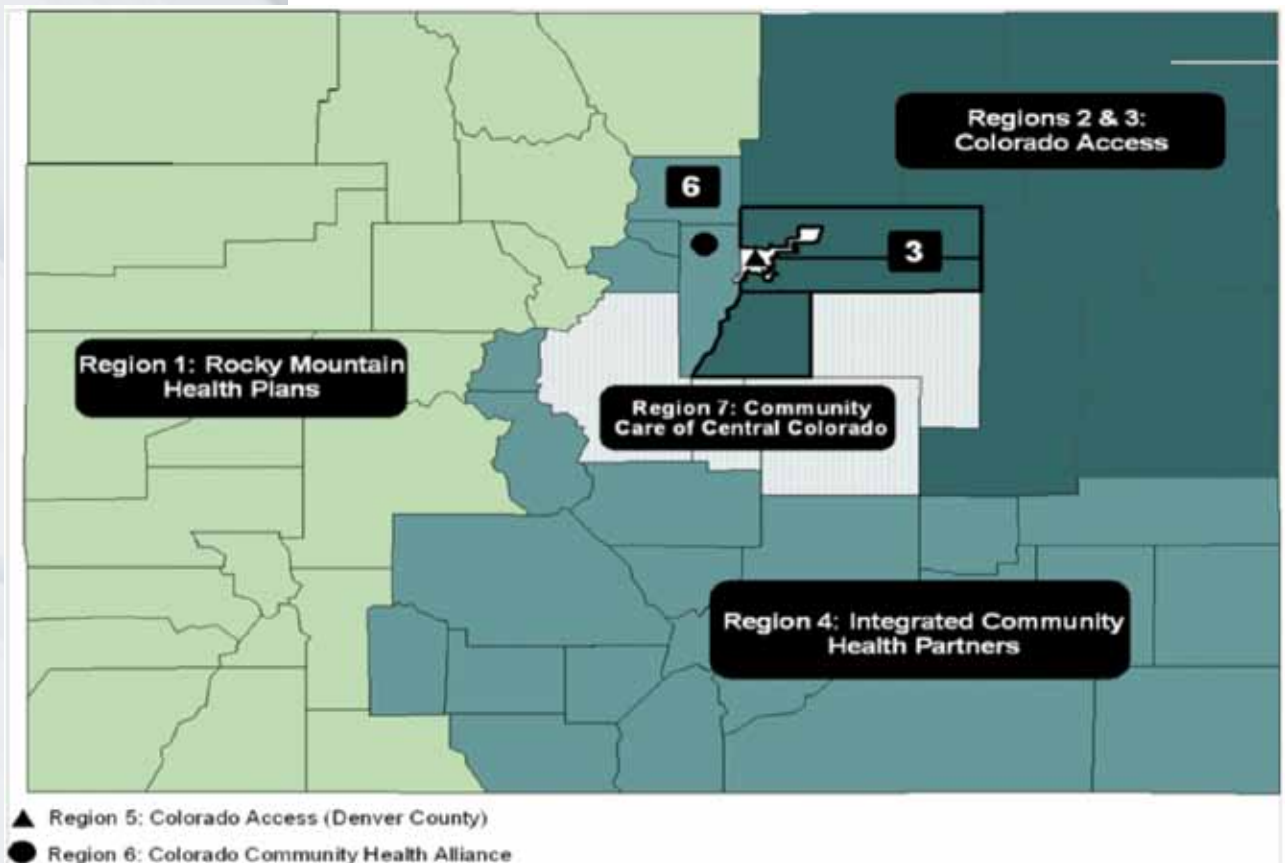 Regions 2 & 3:
Colorado Access
6
3
Region 1: Rocky Mountain
Health Plans
Region 7: Community
Care of Central Colorado
Region 4: Integrated Community
Health Partners
Region 5: Colorado Access (Denver County)
Region 6: Colorado Community Health Alliance